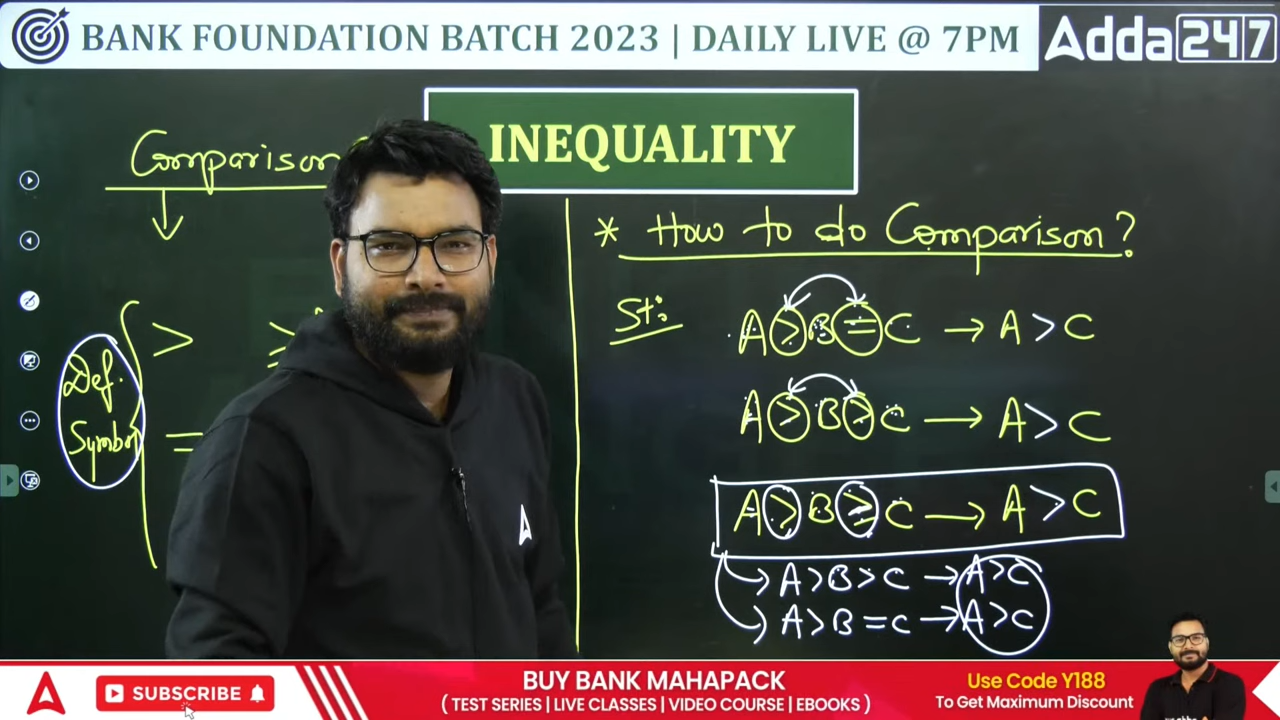 BANK FOUNDATION BATCH 2023 | DAILY LIVE @ 7PM
Adda247
INEQUALITY
Comparison
* How to do Comparison?
St:
A > B = C → A > C
A > B > C → A > C
A > B ≥ C → A > C
→ A > B > C → A > C
→ A > B = C → A > C
> ≥
Def.
Symbol
=
SUBSCRIBE
BUY BANK MAHAPACK
( TEST SERIES | LIVE CLASSES | VIDEO COURSE | EBOOKS )
Use Code Y188
To Get Maximum Discount